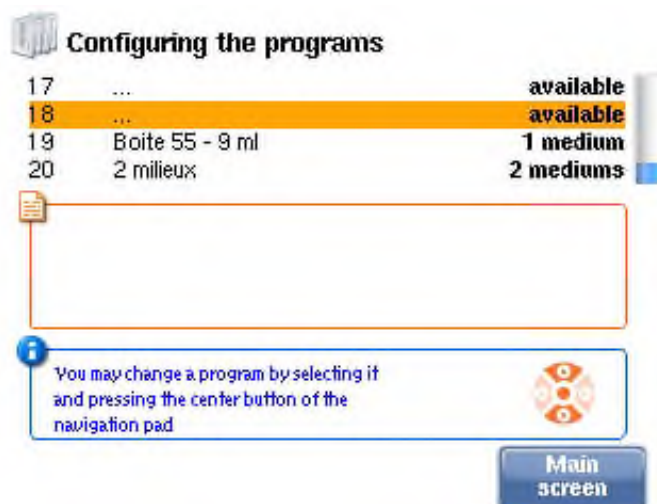 Configuring the programs
17 ... available
18 ... available
19 Boite 55 - 9 ml 1 medium
20 2 milieux 2 mediums
You may change a program by selecting it
and pressing the center button of the
navigation pad
Main
screen